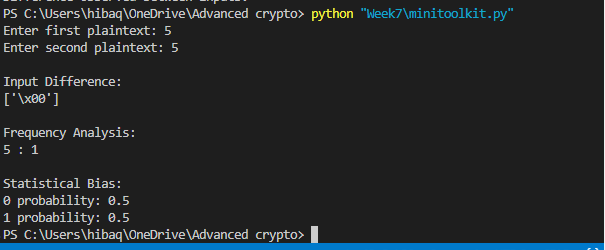 PS C:\Users\hibaq\OneDrive\Advanced crypto> python "Week7\minitoolkit.py"
Enter first plaintext: 5
Enter second plaintext: 5
Input Difference:
['\x00']
Frequency Analysis:
5 : 1
Statistical Bias:
0 probability: 0.5
1 probability: 0.5
PS C:\Users\hibaq\OneDrive\Advanced crypto>